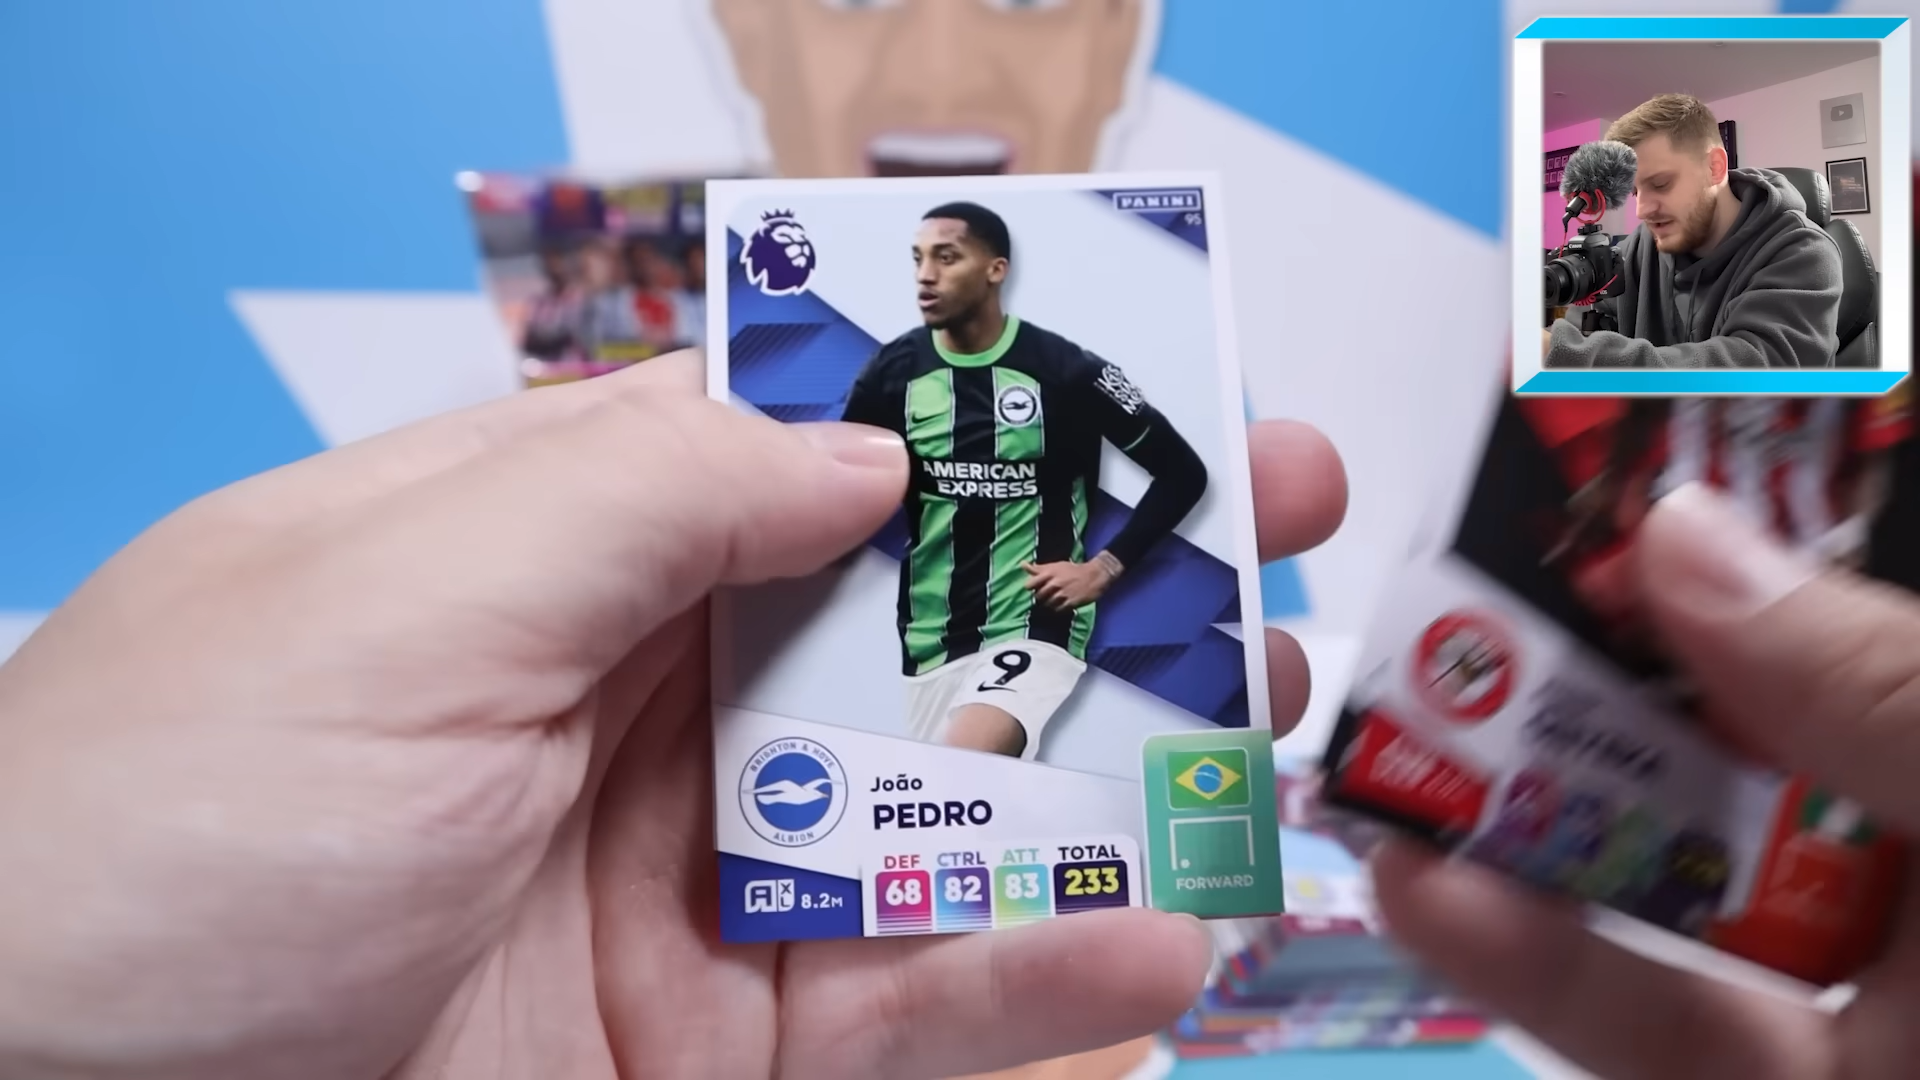 PANINI
95
AMERICAN
EXPRESS
9
BRIGHTON & HOVE
ALBION
João
PEDRO
DEF CTRL ATT TOTAL
68 82 83 233
AXL 8.2M
FORWARD